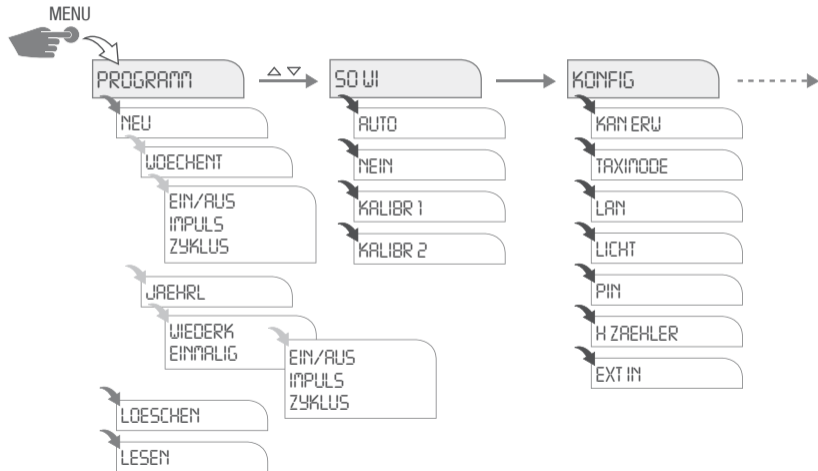 MENU
PROGRAMM
NEU
WOECHENT
EIN/AUS
IMPULS
ZYKLUS
JAEHRL
WIEDERK
EINMALIG
EIN/AUS
IMPULS
ZYKLUS
LOESCHEN
LESEN
SO WI
AUTO
NEIN
KALIBR 1
KALIBR 2
KONFIG
KAN ERW
TAXIMODE
LAN
LICHT
PIN
H ZAEHLER
EXT IN